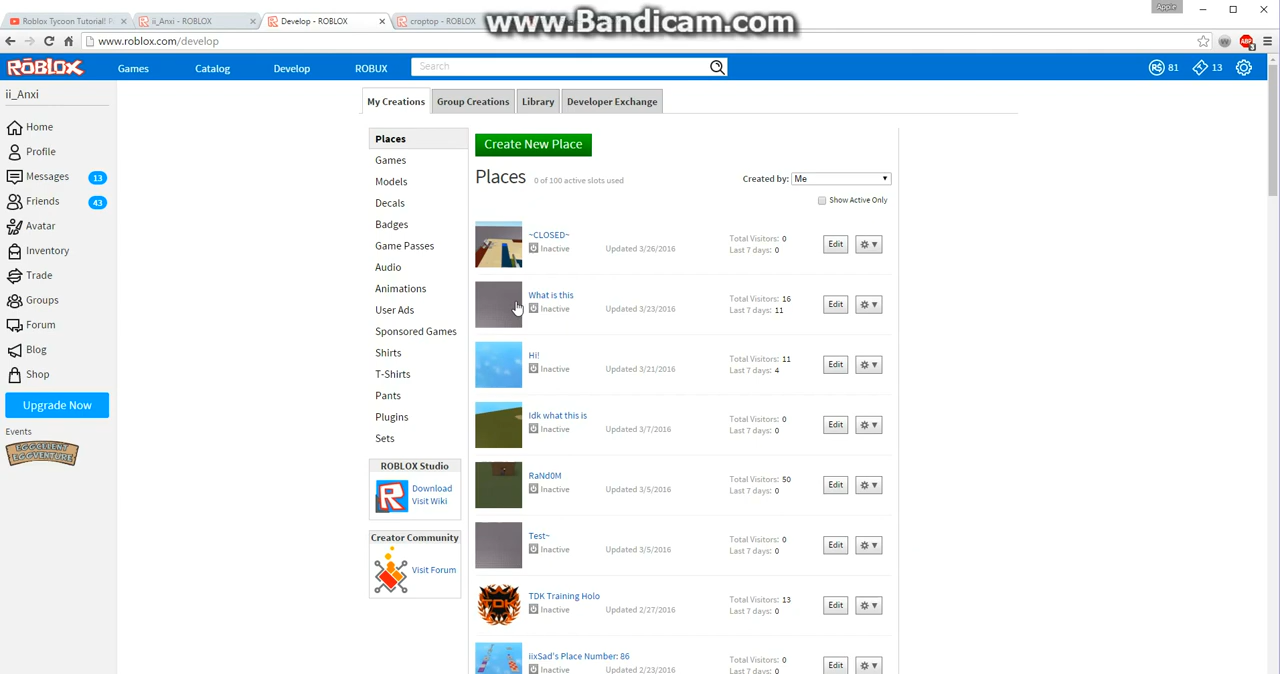 Roblox Tycoon Tutorial! P
ii_Anxi - ROBLOX
Develop - ROBLOX
croptop - ROBLOX
www.Bandicam.com
Apple
www.roblox.com/develop
ROBLOX
Games
Catalog
Develop
ROBUX
Search
R$ 81
13
ii_Anxi
Home
Profile
Messages 13
Friends 43
Avatar
Inventory
Trade
Groups
Forum
Blog
Shop
Upgrade Now
Events
EGGCELLENT
EGGVENTURE
My Creations
Group Creations
Library
Developer Exchange
Places
Games
Models
Decals
Badges
Game Passes
Audio
Animations
User Ads
Sponsored Games
Shirts
T-Shirts
Pants
Plugins
Sets
ROBLOX Studio
Download
Visit Wiki
Creator Community
Visit Forum
Create New Place
Places 0 of 100 active slots used
Created by: Me
Show Active Only
~CLOSED~
Inactive Updated 3/26/2016
Total Visitors: 0
Last 7 days: 0
Edit
What is this
Inactive Updated 3/23/2016
Total Visitors: 16
Last 7 days: 11
Edit
Hi!
Inactive Updated 3/21/2016
Total Visitors: 11
Last 7 days: 4
Edit
Idk what this is
Inactive Updated 3/7/2016
Total Visitors: 0
Last 7 days: 0
Edit
RaNd0M
Inactive Updated 3/5/2016
Total Visitors: 50
Last 7 days: 0
Edit
Test~
Inactive Updated 3/5/2016
Total Visitors: 0
Last 7 days: 0
Edit
TDK
TDK Training Holo
Inactive Updated 2/27/2016
Total Visitors: 13
Last 7 days: 0
Edit
iixSad's Place Number: 86
Inactive Updated 2/23/2016
Total Visitors: 0
Last 7 days: 0
Edit